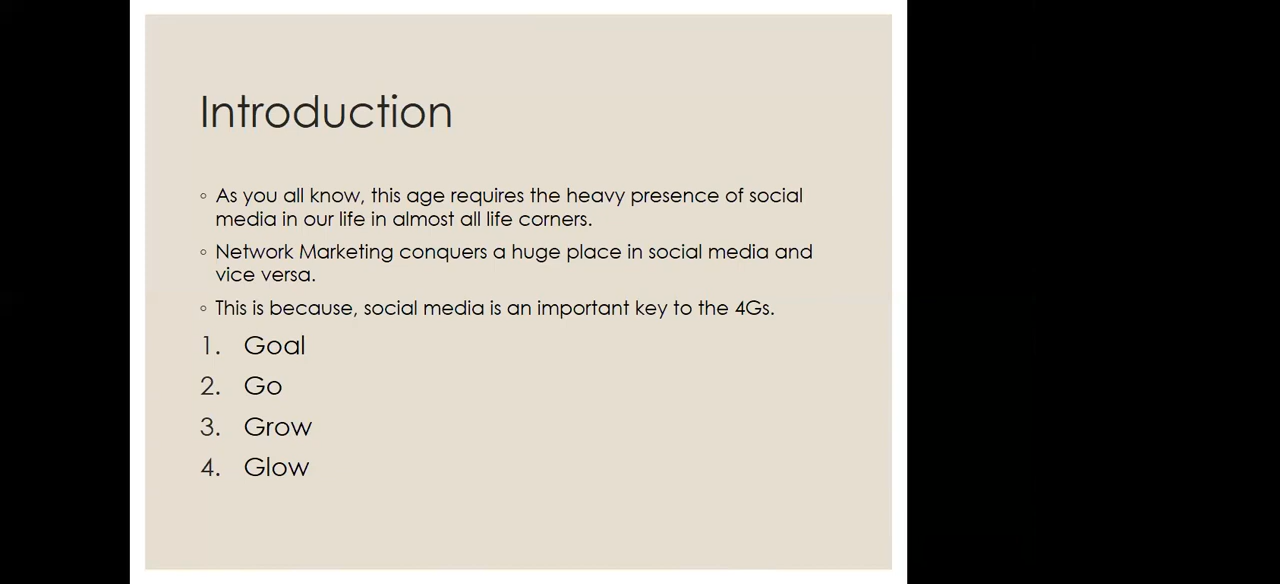 Introduction
◦ As you all know, this age requires the heavy presence of social
media in our life in almost all life corners.
◦ Network Marketing conquers a huge place in social media and
vice versa.
◦ This is because, social media is an important key to the 4Gs.
1. Goal
2. Go
3. Grow
4. Glow